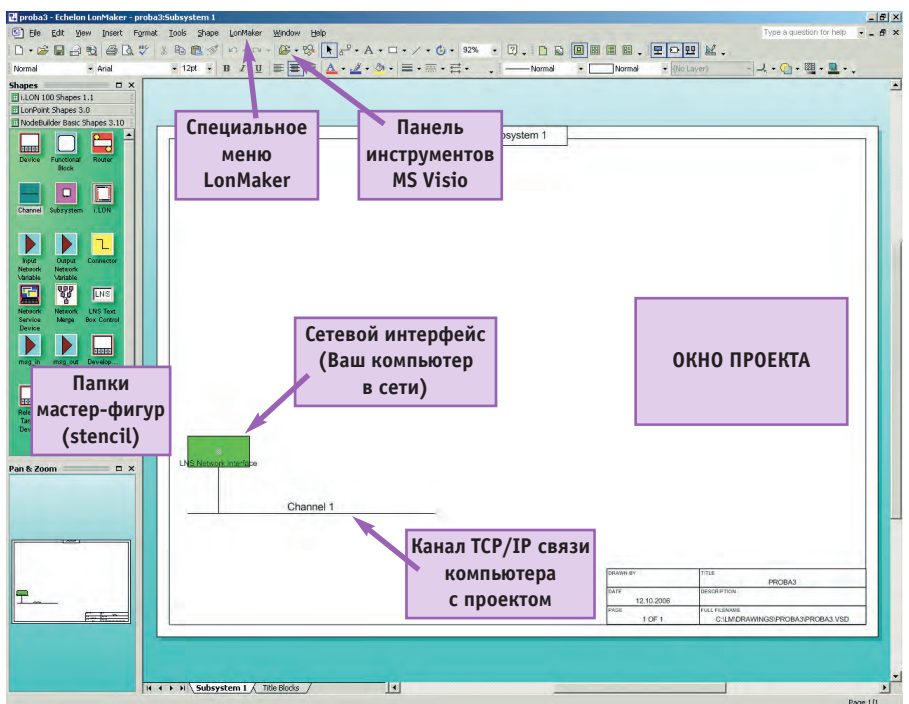 proba3 - Echelon LonMaker - proba3:Subsystem 1
File Edit View Insert Format Tools Shape LonMaker Window Help
Type a question for help
92%
Normal Arial 12pt B I U Normal Normal (No Layer)
Shapes
i.LON 100 Shapes 1.1
LonPoint Shapes 3.0
NodeBuilder Basic Shapes 3.10
Device Functional Block Router
Channel Subsystem i.LON
Input Network Variable Output Network Variable Connector
Network Service Device Network Merge LNS Text Box Control
msg_in msg_out Develop...
Специальное
меню
LonMaker
Панель
инструментов
MS Visio
system 1
Сетевой интерфейс
(Ваш компьютер
в сети)
ОКНО ПРОЕКТА
Папки
мастер-фигур
(stencil)
LNS Network interface
Channel 1
Канал TCP/IP связи
компьютера
с проектом
Pan & Zoom
DRAWN BY
TITLE
PROBA3
DATE
12.10.2006
DESCRIPTION
PAGE
1 OF 1
FULL FILENAME
C:\LM\DRAWINGS\PROBA3\PROBA3.VSD
Subsystem 1 Title Blocks
Page 1/1